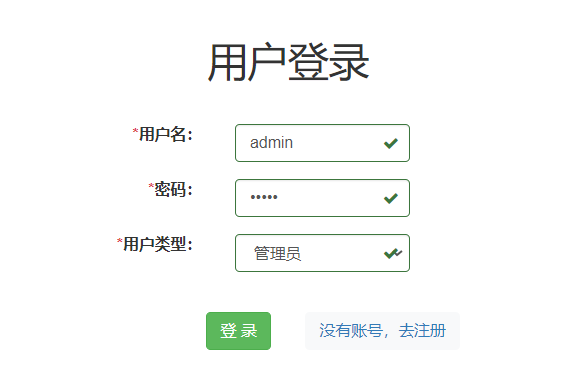 用户登录
*用户名： admin
*密码： •••••
*用户类型： 管理员
登 录 没有账号，去注册